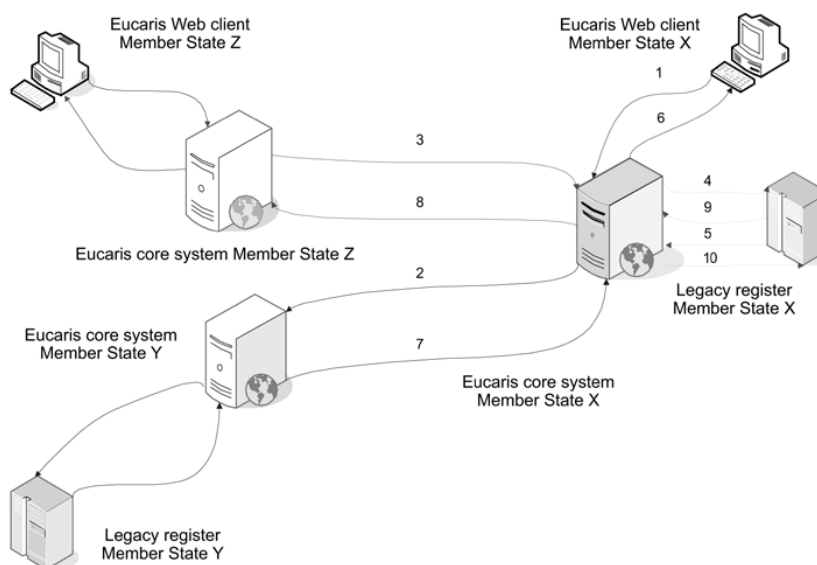 Eucaris Web client
Member State Z
Eucaris Web client
Member State X
1
6
3
4
8
9
5
10
Eucaris core system Member State Z
2
Legacy register
Member State X
Eucaris core system
Member State Y
7
Eucaris core system
Member State X
Legacy register
Member State Y